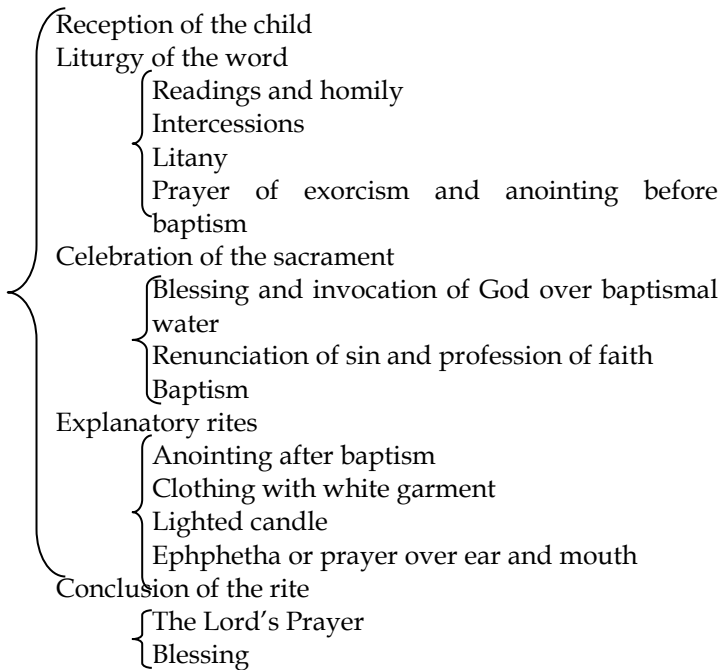 Reception of the child
Liturgy of the word
Readings and homily
Intercessions
Litany
Prayer of exorcism and anointing before
baptism
Celebration of the sacrament
Blessing and invocation of God over baptismal
water
Renunciation of sin and profession of faith
Baptism
Explanatory rites
Anointing after baptism
Clothing with white garment
Lighted candle
Ephphetha or prayer over ear and mouth
Conclusion of the rite
The Lord's Prayer
Blessing